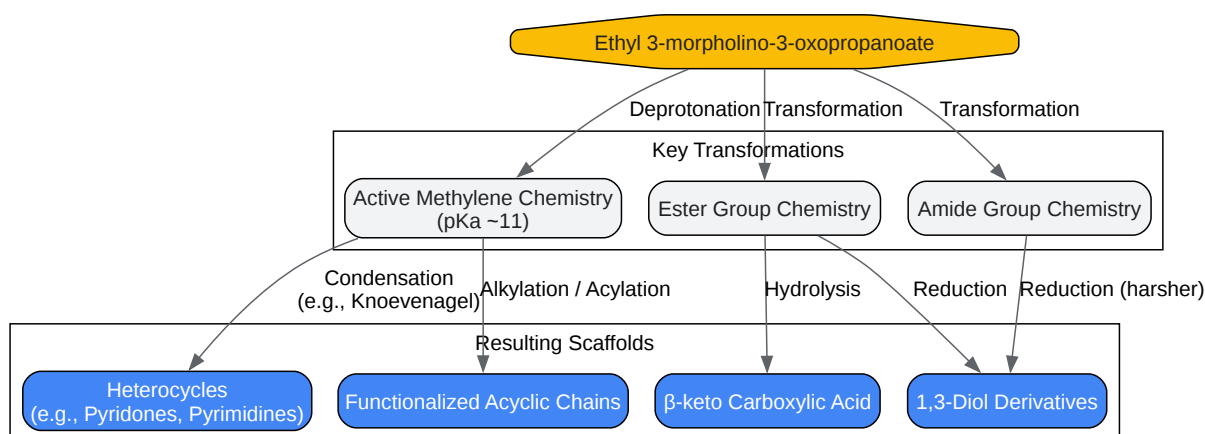 Ethyl 3-morpholino-3-oxopropanoate
Deprotonation
Transformation
Transformation
Key Transformations
Active Methylene Chemistry
(pKa ~11)
Ester Group Chemistry
Amide Group Chemistry
Condensation
(e.g., Knoevenagel)
Alkylation / Acylation
Hydrolysis
Reduction
Reduction (harsher)
Resulting Scaffolds
Heterocycles
(e.g., Pyridones, Pyrimidines)
Functionalized Acyclic Chains
β-keto Carboxylic Acid
1,3-Diol Derivatives